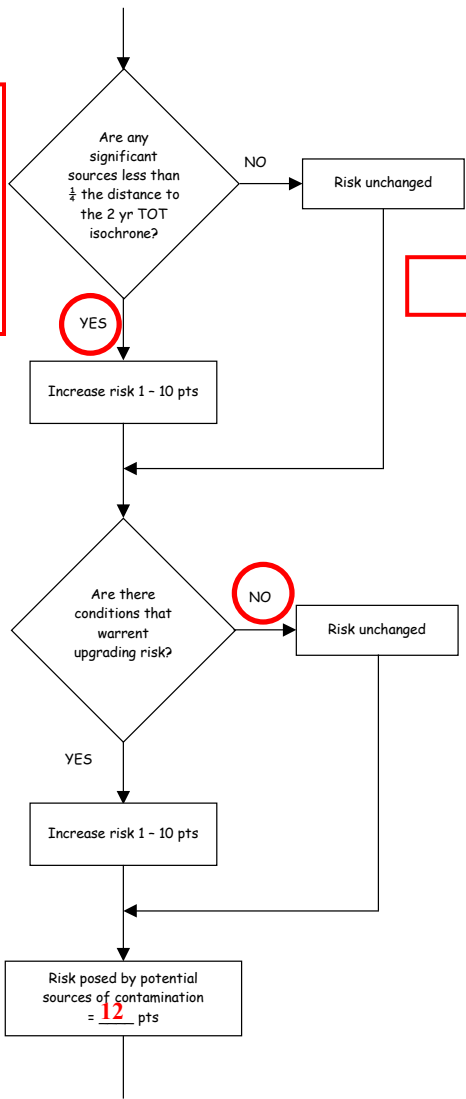 Are any
significant
sources less than
¼ the distance to
the 2 yr TOT
isochrone?
NO
Risk unchanged
YES
Increase risk 1 – 10 pts
Are there
conditions that
warrent
upgrading risk?
NO
Risk unchanged
YES
Increase risk 1 – 10 pts
Risk posed by potential
sources of contamination
= 12 pts